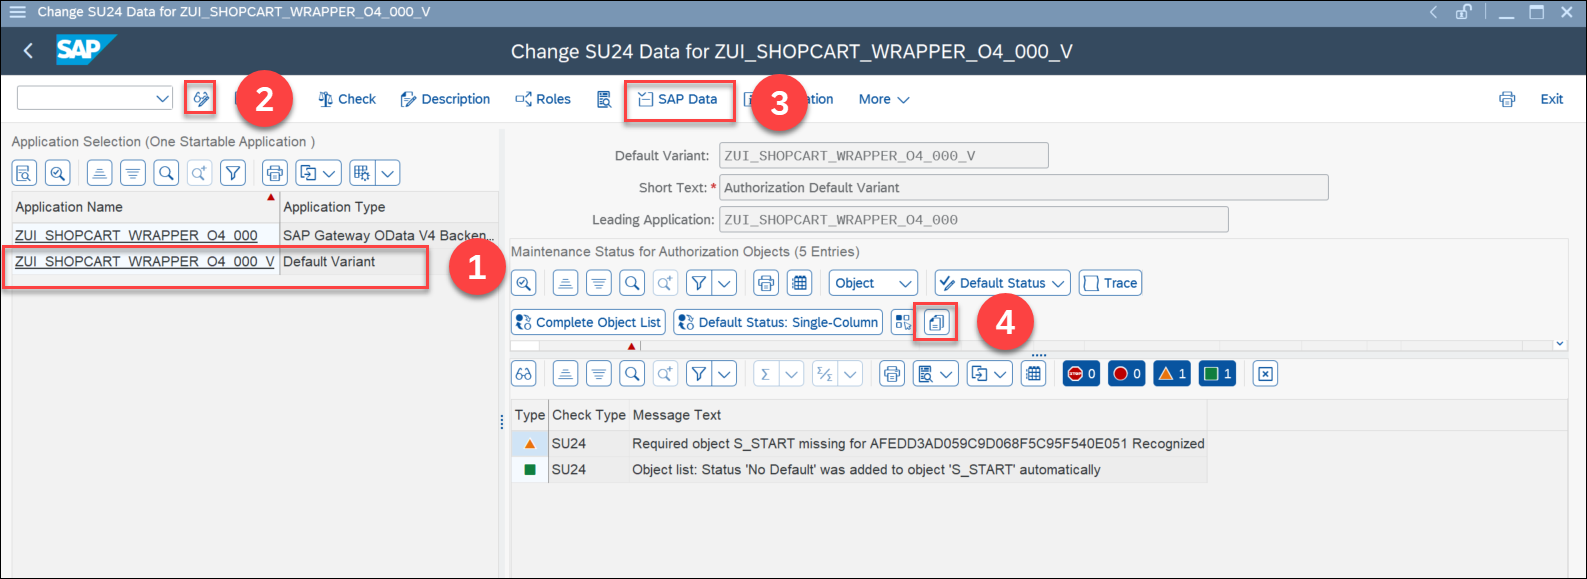 Change SU24 Data for ZUI_SHOPCART_WRAPPER_O4_000_V
SAP
Change SU24 Data for ZUI_SHOPCART_WRAPPER_O4_000_V
2
Check
Description
Roles
SAP Data
3
More
Exit
Application Selection (One Startable Application )
Application Name
Application Type
ZUI_SHOPCART_WRAPPER_O4_000
SAP Gateway OData V4 Backen...
ZUI_SHOPCART_WRAPPER_O4_000_V
Default Variant
1
Default Variant: ZUI_SHOPCART_WRAPPER_O4_000_V
Short Text: * Authorization Default Variant
Leading Application: ZUI_SHOPCART_WRAPPER_O4_000
Maintenance Status for Authorization Objects (5 Entries)
Object
Default Status
Trace
Complete Object List
Default Status: Single-Column
4
STOP 0
0
1
1
Type Check Type Message Text
SU24 Required object S_START missing for AFEDD3AD059C9D068F5C95F540E051 Recognized
SU24 Object list: Status 'No Default' was added to object 'S_START' automatically